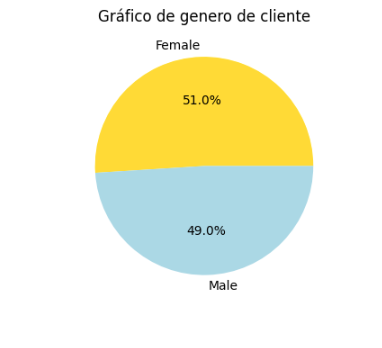 Gráfico de genero de cliente
Female
51.0%
49.0%
Male